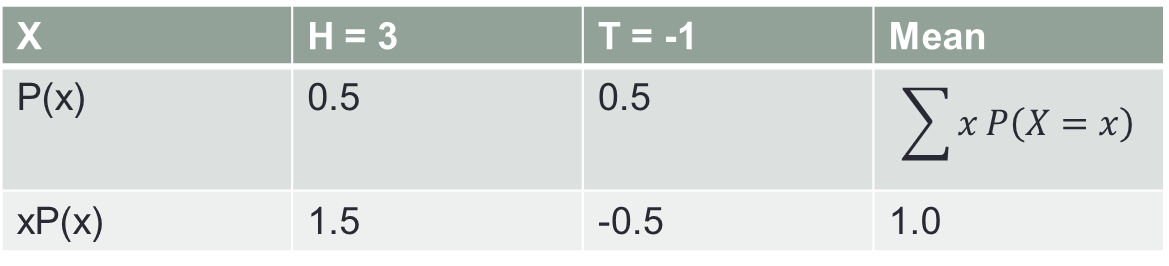 X H = 3 T = -1 Mean
P(x) 0.5 0.5 ∑ x P(X = x)
xP(x) 1.5 -0.5 1.0